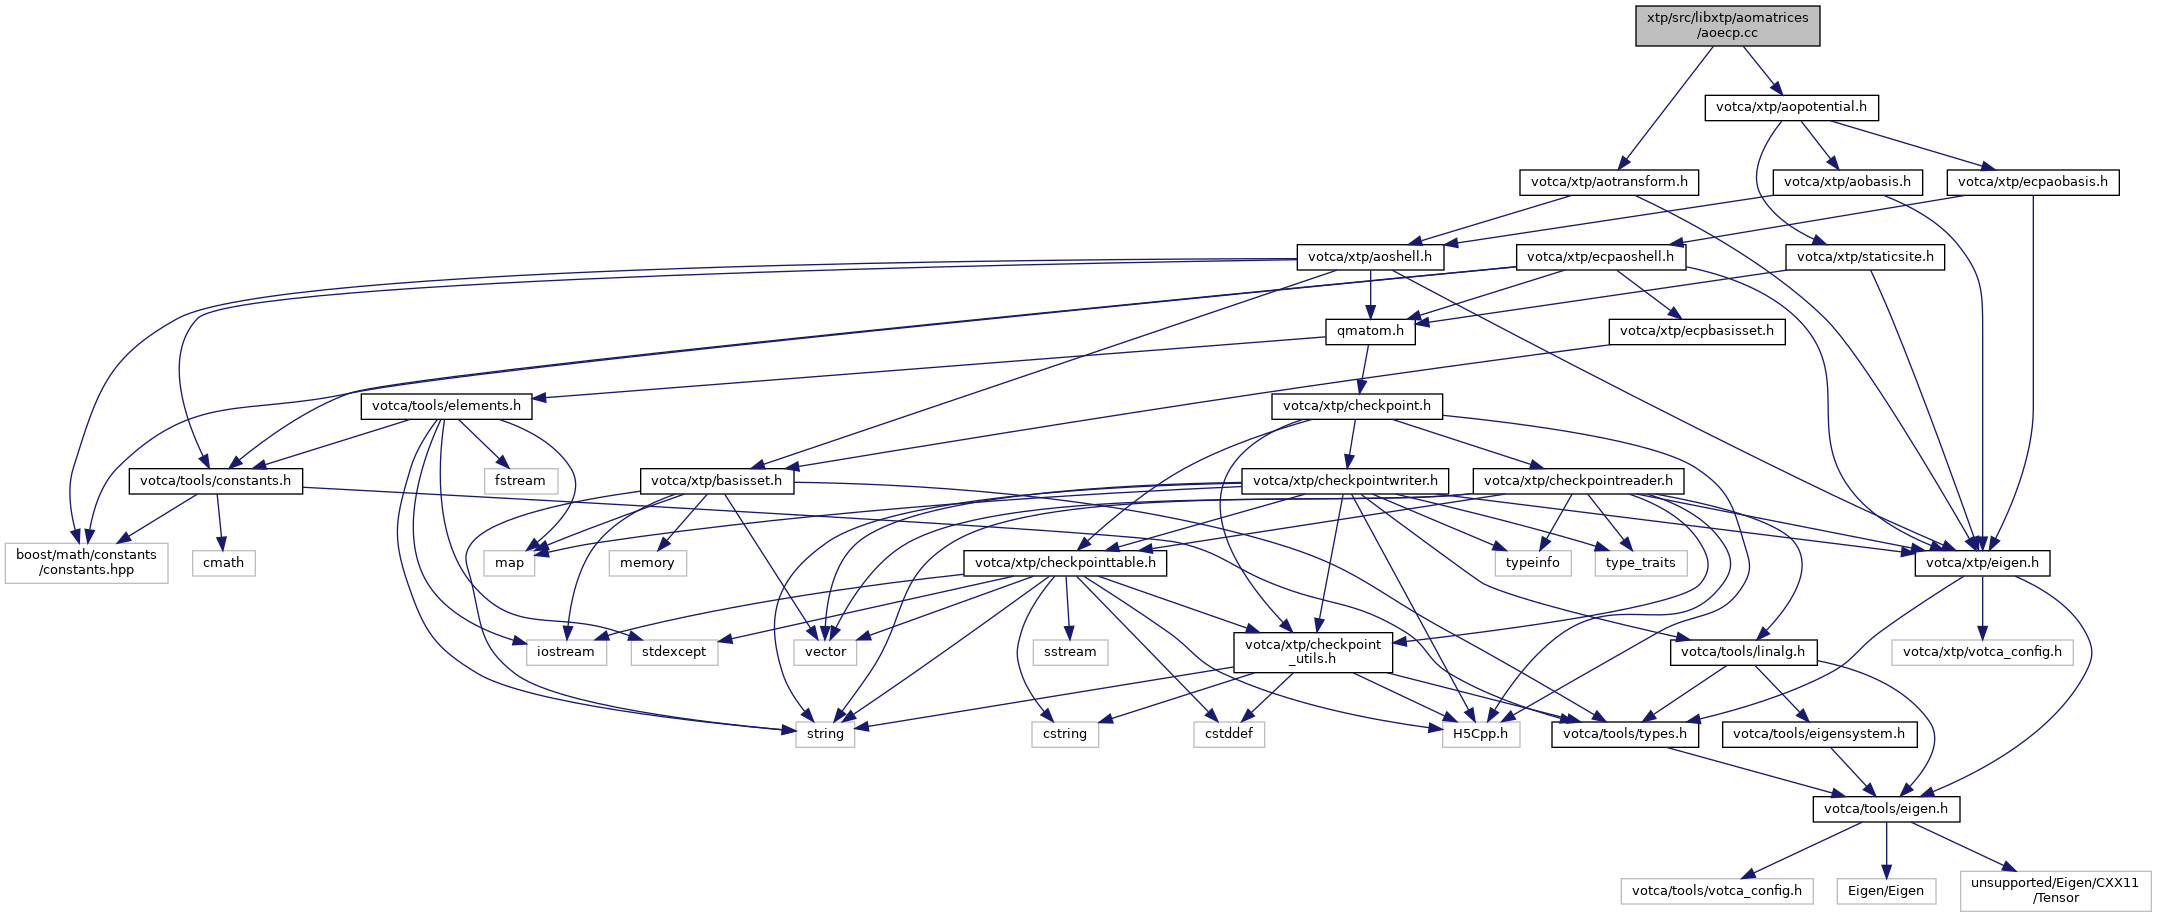 xtp/src/libxtp/aomatrices
/aoecp.cc
votca/xtp/aopotential.h
votca/xtp/aotransform.h
votca/xtp/aobasis.h
votca/xtp/ecpaobasis.h
votca/xtp/aoshell.h
votca/xtp/ecpaoshell.h
votca/xtp/staticsite.h
qmatom.h
votca/xtp/ecpbasisset.h
votca/tools/elements.h
votca/xtp/checkpoint.h
votca/tools/constants.h
fstream
votca/xtp/basisset.h
votca/xtp/checkpointwriter.h
votca/xtp/checkpointreader.h
boost/math/constants
/constants.hpp
cmath
map
memory
votca/xtp/checkpointtable.h
typeinfo
type_traits
votca/xtp/eigen.h
iostream
stdexcept
vector
sstream
votca/xtp/checkpoint
_utils.h
votca/tools/linalg.h
votca/xtp/votca_config.h
string
cstring
cstddef
H5Cpp.h
votca/tools/types.h
votca/tools/eigensystem.h
votca/tools/eigen.h
votca/tools/votca_config.h
Eigen/Eigen
unsupported/Eigen/CXX11
/Tensor